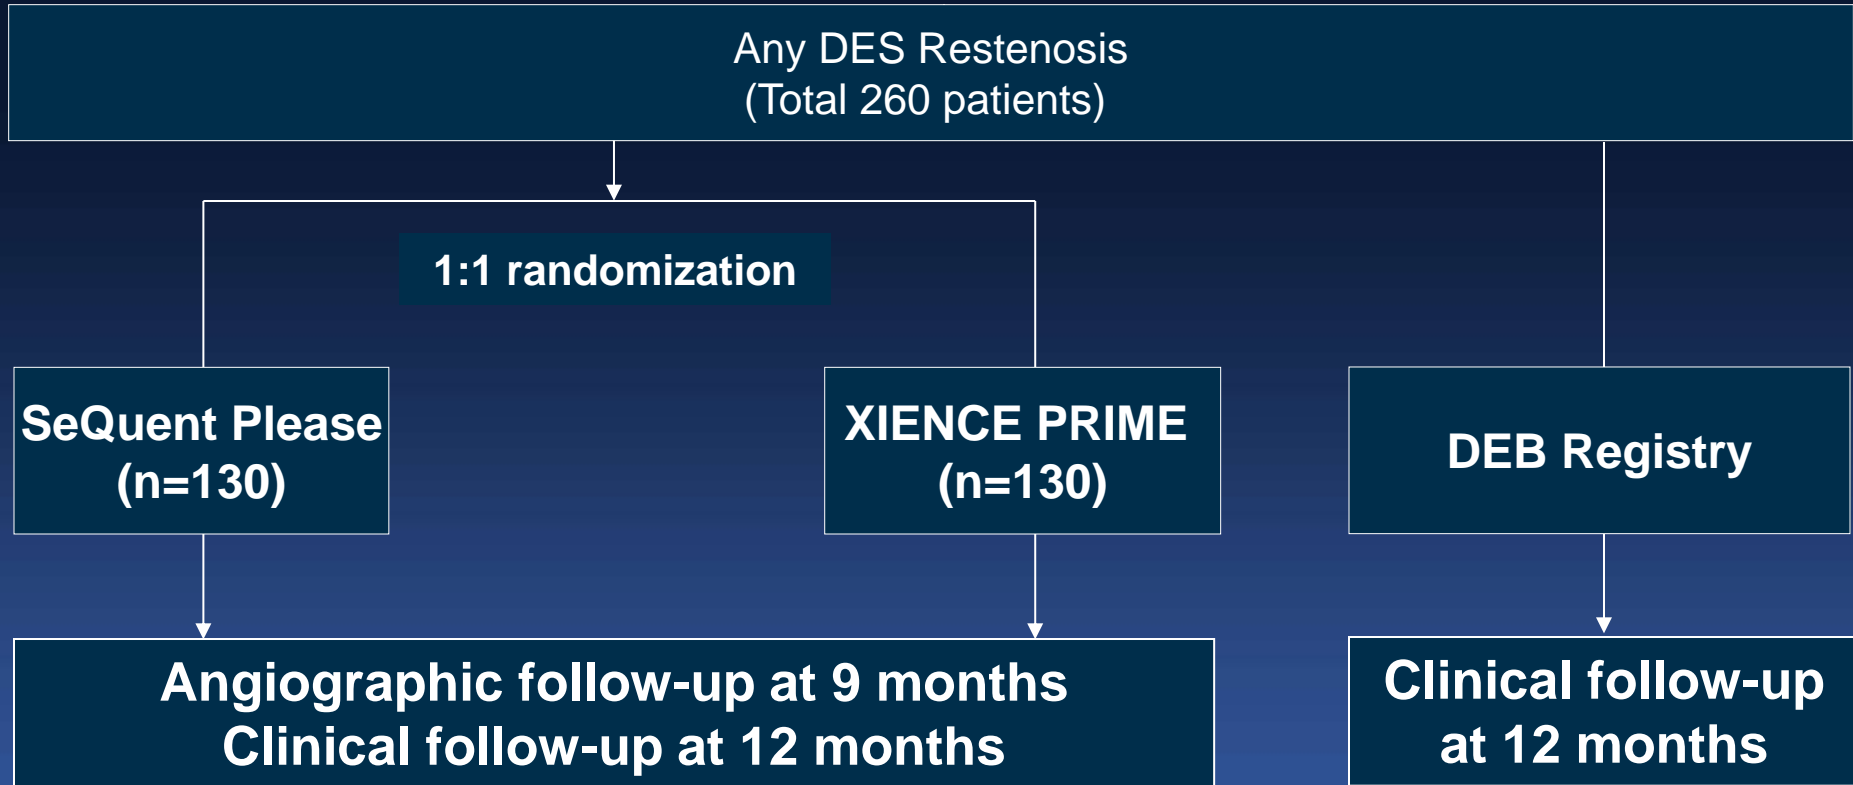 Any DES Restenosis
(Total 260 patients)
1:1 randomization
SeQuent Please
(n=130)
XIENCE PRIME
(n=130)
DEB Registry
Angiographic follow-up at 9 months
Clinical follow-up at 12 months
Clinical follow-up
at 12 months